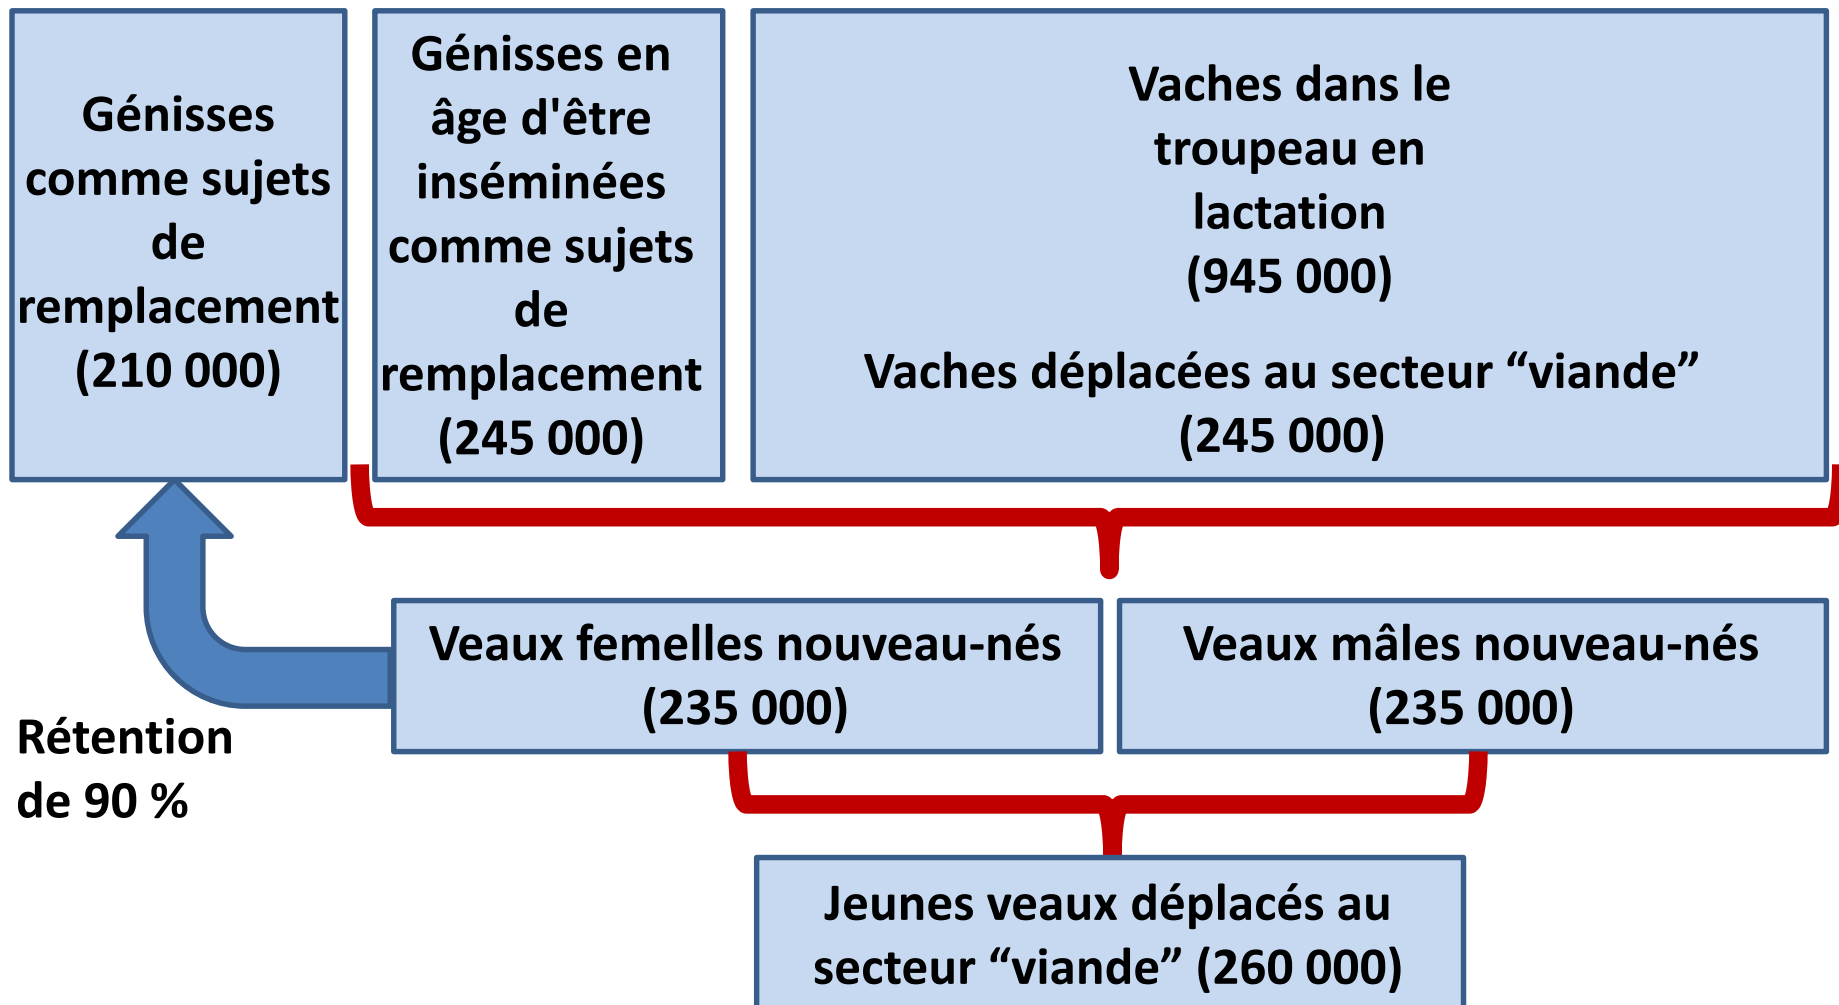 Génisses
comme sujets
de
remplacement
(210 000)
Génisses en
âge d'être
inséminées
comme sujets
de
remplacement
(245 000)
Vaches dans le
troupeau en
lactation
(945 000)
Vaches déplacées au secteur “viande”
(245 000)
Rétention
de 90 %
Veaux femelles nouveau-nés
(235 000)
Veaux mâles nouveau-nés
(235 000)
Jeunes veaux déplacés au
secteur “viande” (260 000)